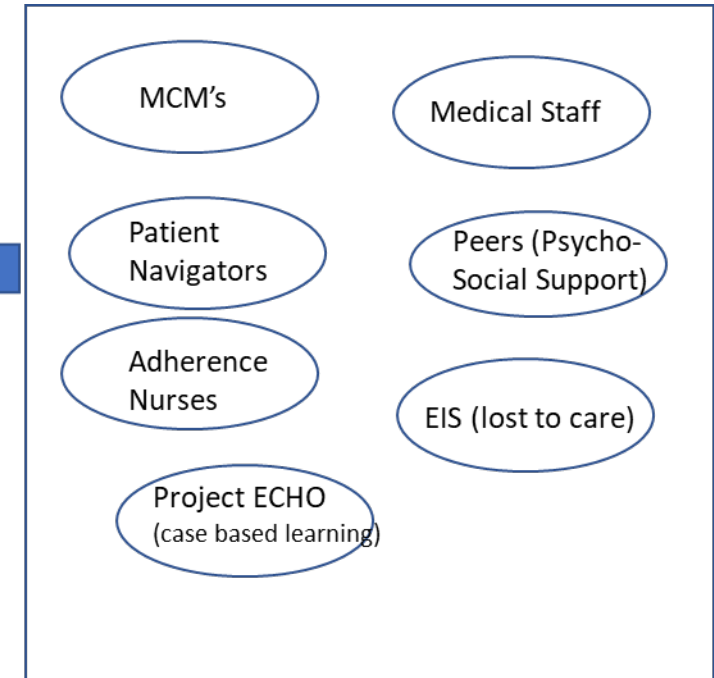 MCM’s
Medical Staff
Patient
Navigators
Peers (Psycho-
Social Support)
Adherence
Nurses
EIS (lost to care)
Project ECHO
(case based learning)